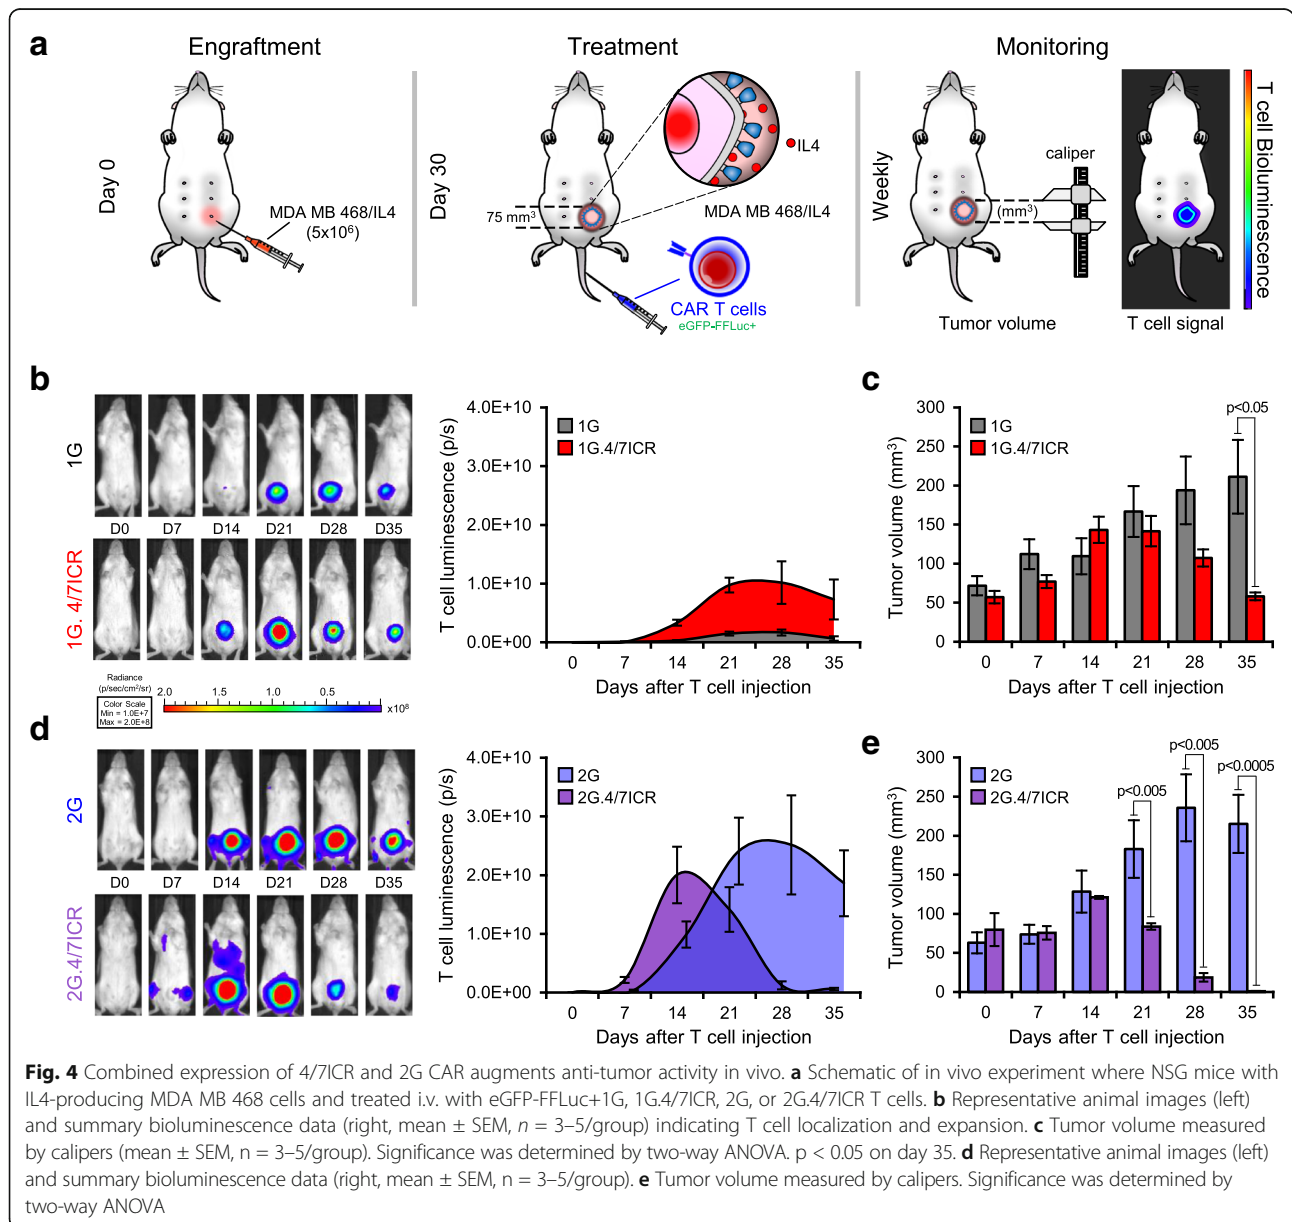 a
Engraftment
Treatment
Monitoring
Day 0
MDA MB 468/IL4
(5x10⁶)
Day 30
75 mm³
IL4
MDA MB 468/IL4
CAR T cells
eGFP-FFLuc+
Weekly
caliper
(mm³)
Tumor volume
T cell signal
T cell Bioluminescence
b
1G
D0 D7 D14 D21 D28 D35
1G. 4/7ICR
Radiance
(p/sec/cm²/sr)
Color Scale
Min = 1.0E+7
Max = 2.0E+8
2.0 1.5 1.0 0.5 x10⁸
T cell luminescence (p/s)
4.0E+10
3.0E+10
2.0E+10
1.0E+10
0.0E+00
1G
1G.4/7ICR
0 7 14 21 28 35
Days after T cell injection
c
Tumor volume (mm³)
300
250
200
150
100
50
0
1G
1G.4/7ICR
p<0.05
0 7 14 21 28 35
Days after T cell injection
d
2G
D0 D7 D14 D21 D28 D35
2G.4/7ICR
T cell luminescence (p/s)
4.0E+10
3.0E+10
2.0E+10
1.0E+10
0.0E+00
2G
2G.4/7ICR
0 7 14 21 28 35
Days after T cell injection
e
Tumor volume (mm³)
300
250
200
150
100
50
0
2G
2G.4/7ICR
p<0.005
p<0.005
p<0.0005
0 7 14 21 28 35
Days after T cell injection
Fig. 4 Combined expression of 4/7ICR and 2G CAR augments anti-tumor activity in vivo. a Schematic of in vivo experiment where NSG mice with
IL4-producing MDA MB 468 cells and treated i.v. with eGFP-FFLuc+1G, 1G.4/7ICR, 2G, or 2G.4/7ICR T cells. b Representative animal images (left)
and summary bioluminescence data (right, mean ± SEM, n = 3–5/group) indicating T cell localization and expansion. c Tumor volume measured
by calipers (mean ± SEM, n = 3–5/group). Significance was determined by two-way ANOVA. p < 0.05 on day 35. d Representative animal images (left)
and summary bioluminescence data (right, mean ± SEM, n = 3–5/group). e Tumor volume measured by calipers. Significance was determined by
two-way ANOVA